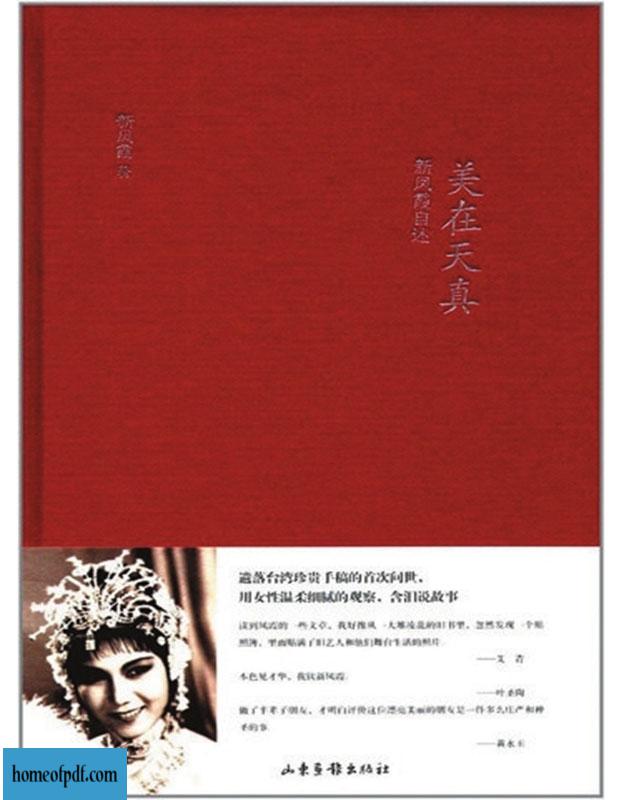 美在天真
新凤霞自述
新凤霞 著
遗落台湾珍贵手稿的首次问世，
用女性温柔细腻的观察，含泪说故事
读到凤霞的一些文章，我好像从一大堆凌乱的旧书里，忽然发现一个贴
照簿，里面贴满了旧艺人和他们舞台生活的照片。
——艾青
本色见才华，我钦新凤霞。
——叶圣陶
做了半辈子朋友，才明白评价这位漂亮美丽的朋友是一件多么庄严和神
圣的事。
——黄永玉
山东画报出版社
homeofpdf.com